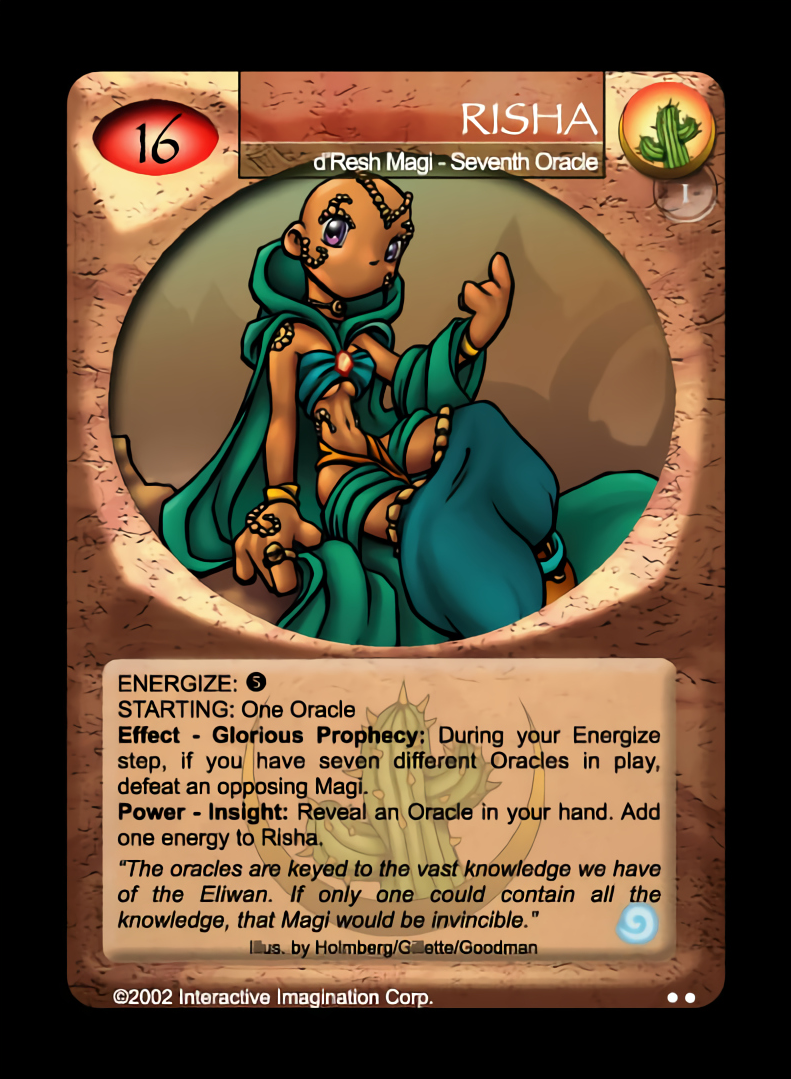 16
RISHA
d'Resh Magi - Seventh Oracle
I
ENERGIZE: 5
STARTING: One Oracle
Effect - Glorious Prophecy: During your Energize
step, if you have seven different Oracles in play,
defeat an opposing Magi.
Power - Insight: Reveal an Oracle in your hand. Add
one energy to Risha.
"The oracles are keyed to the vast knowledge we have
of the Eliwan. If only one could contain all the
knowledge, that Magi would be invincible."
Illus. by Holmberg/Gillette/Goodman
©2002 Interactive Imagination Corp.